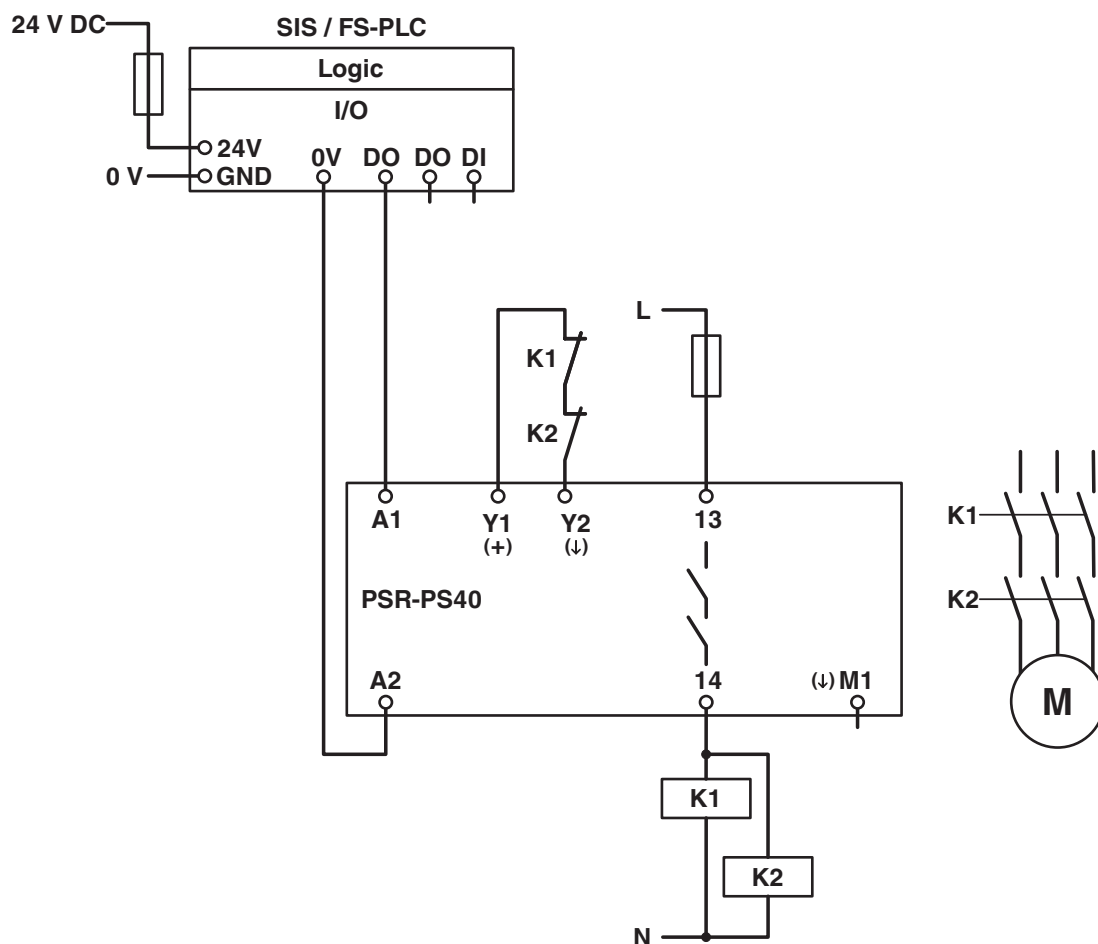 24 V DC
SIS / FS-PLC
Logic
I/O
24V
0V DO DO DI
0 V
GND
L
K1
K2
A1
Y1
(+)
Y2
(↓)
13
K1
PSR-PS40
K2
A2
14
(↓) M1
M
K1
K2
N